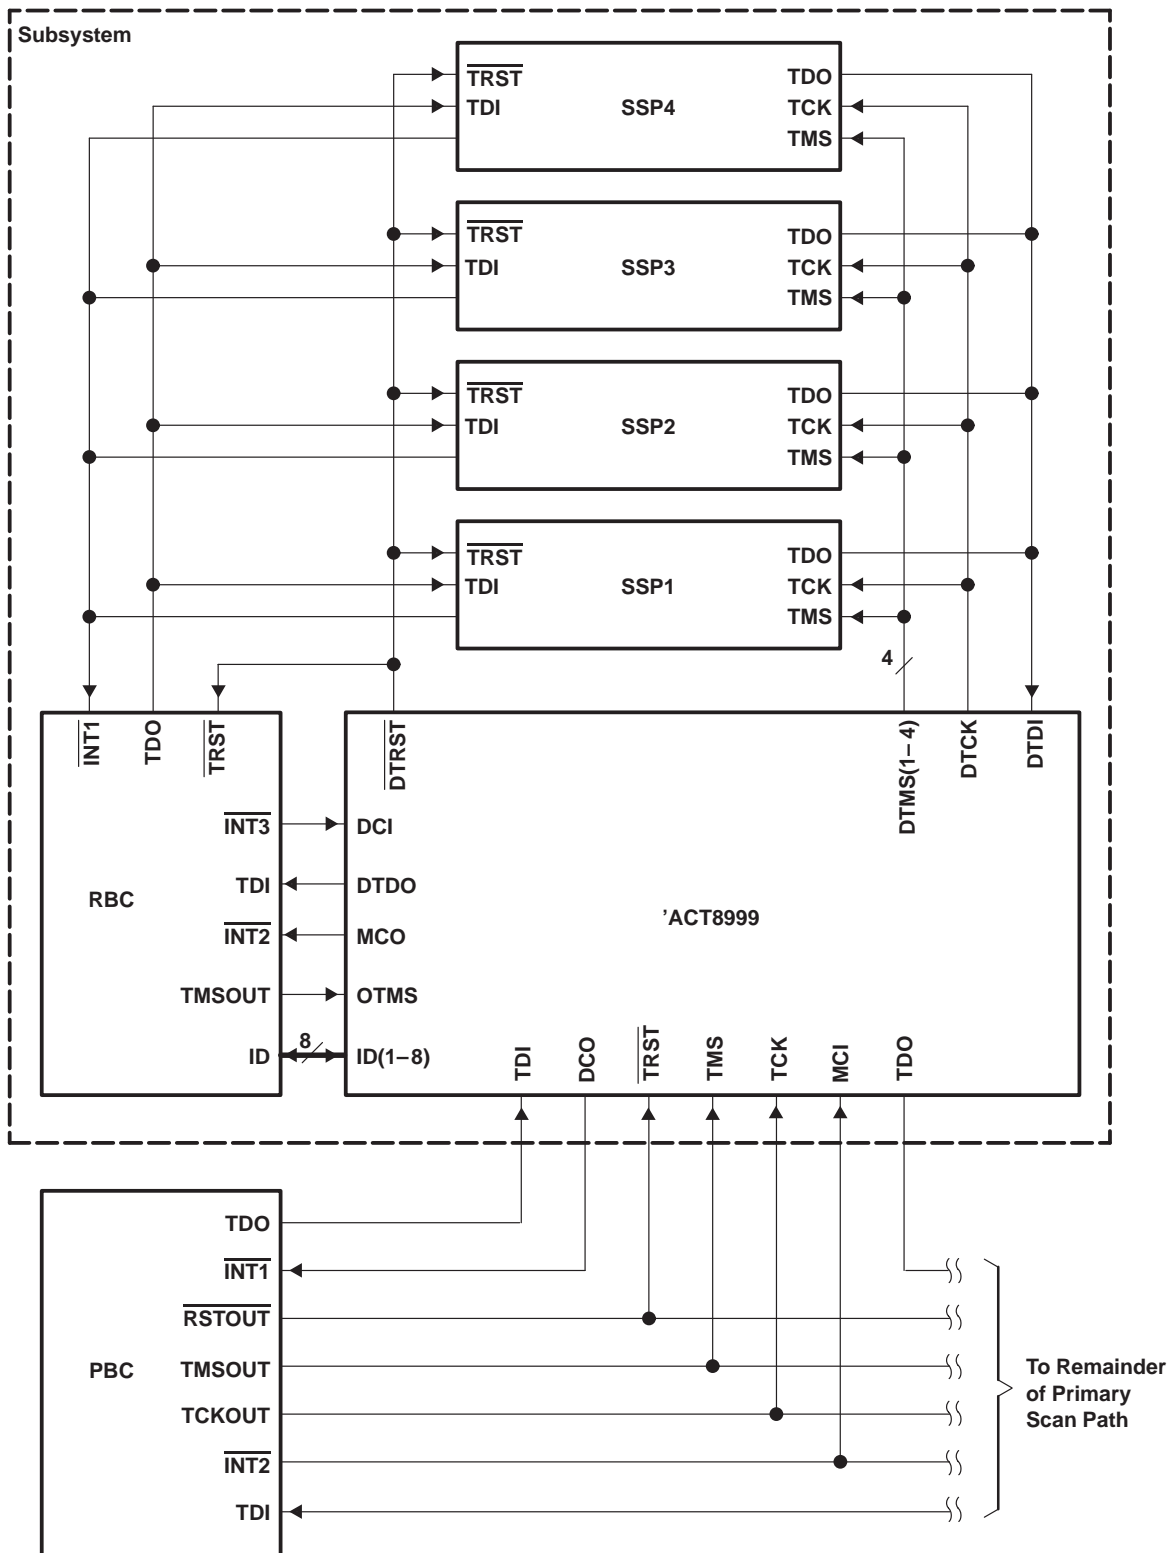 Subsystem
TRST
TDI
SSP4
TDO
TCK
TMS
TRST
TDI
SSP3
TDO
TCK
TMS
TRST
TDI
SSP2
TDO
TCK
TMS
TRST
TDI
SSP1
TDO
TCK
TMS
4
INT1
TDO
TRST
DTRST
DTMS(1–4)
DTCK
DTDI
INT3
DCI
TDI
DTDO
RBC
'ACT8999
INT2
MCO
TMSOUT
OTMS
ID
8
ID(1–8)
TDI
DCO
TRST
TMS
TCK
MCI
TDO
TDO
INT1
RSTOUT
PBC
TMSOUT
TCKOUT
INT2
TDI
To Remainder
of Primary
Scan Path